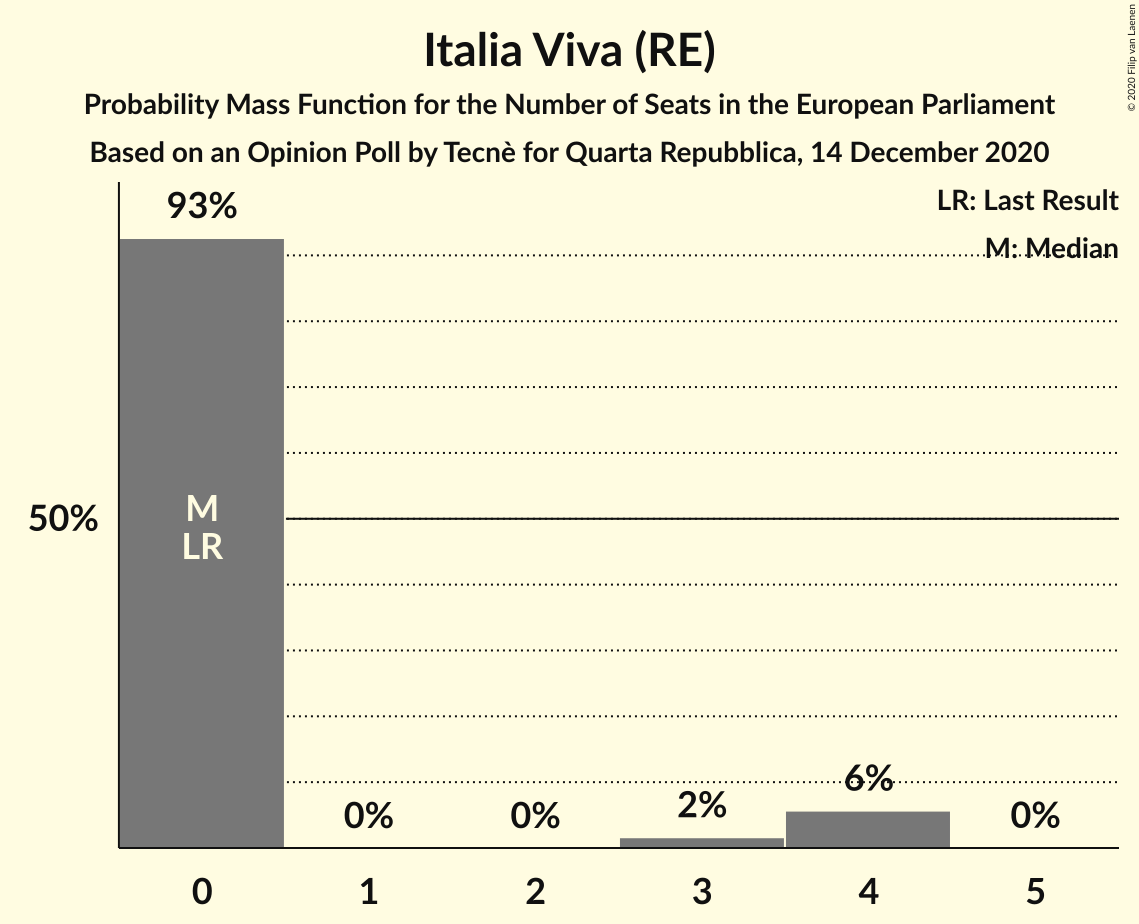 Italia Viva (RE)
Probability Mass Function for the Number of Seats in the European Parliament
Based on an Opinion Poll by Tecnè for Quarta Repubblica, 14 December 2020
© 2020 Filip van Laenen
LR: Last Result
M: Median
93%
50%
M
LR
0%
0%
2%
6%
0%
0
1
2
3
4
5